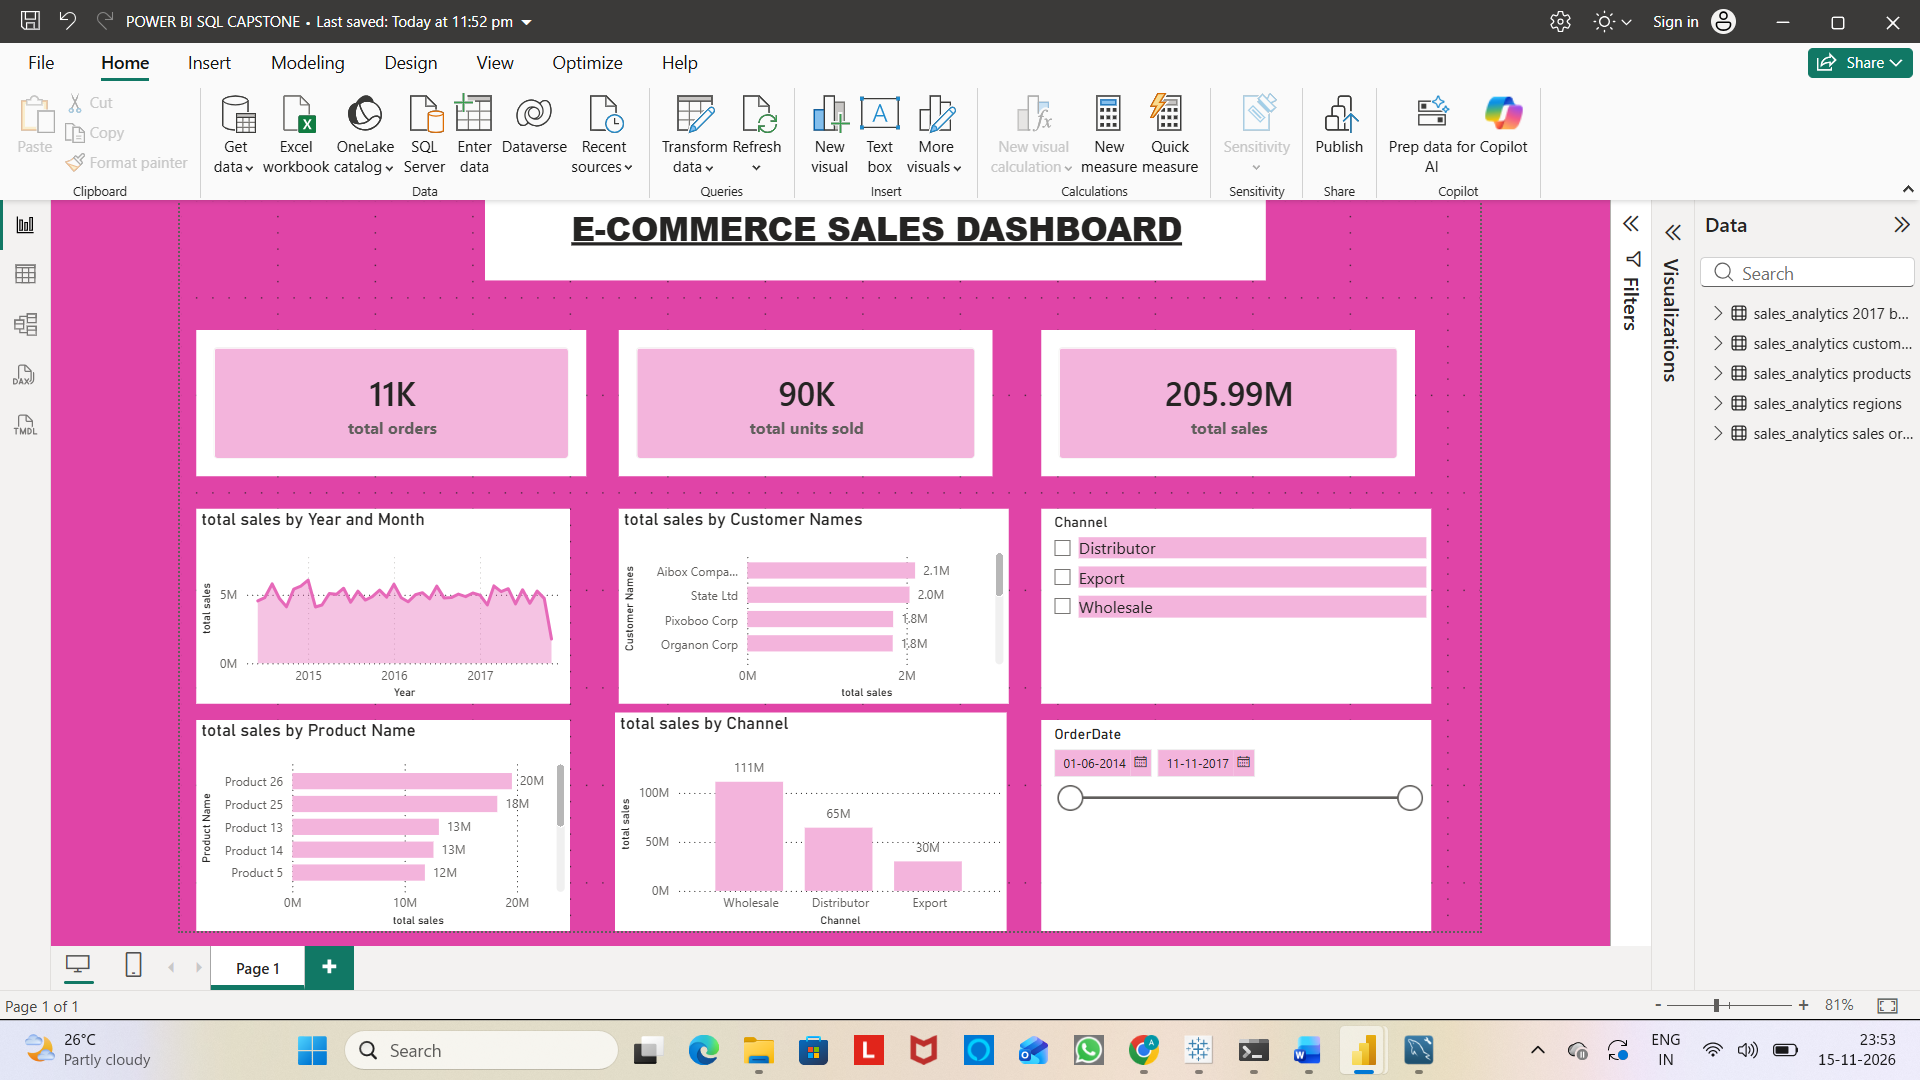 POWER BI SQL CAPSTONE • Last saved: Today at 11:52 pm
Sign in
File Home Insert Modeling Design View Optimize Help
Share
Paste
Cut
Copy
Format painter
Clipboard
Get data
Excel workbook
OneLake catalog
SQL Server
Enter data
Dataverse
Recent sources
Data
Transform data
Refresh
Queries
New visual
Text box
More visuals
Insert
New visual calculation
New measure
Quick measure
Calculations
Sensitivity
Sensitivity
Publish
Share
Prep data for AI
Copilot
Copilot
E-COMMERCE SALES DASHBOARD
11K
total orders
90K
total units sold
205.99M
total sales
total sales by Year and Month
total sales
5M
0M
2015 2016 2017
Year
total sales by Customer Names
Customer Names
Aibox Compa... 2.1M
State Ltd 2.0M
Pixoboo Corp 1.8M
Organon Corp 1.8M
0M 2M
total sales
Channel
Distributor
Export
Wholesale
total sales by Product Name
Product Name
Product 26 20M
Product 25 18M
Product 13 13M
Product 14 13M
Product 5 12M
0M 10M 20M
total sales
total sales by Channel
total sales
100M
50M
0M
111M
65M
30M
Wholesale Distributor Export
Channel
OrderDate
01-06-2014 11-11-2017
Filters
Visualizations
Data
Search
sales_analytics 2017 b...
sales_analytics custom...
sales_analytics products
sales_analytics regions
sales_analytics sales or...
DAX
TMDL
Page 1
Page 1 of 1
- + 81%
26°C
Partly cloudy
Search
ENG
IN
23:53
15-11-2026